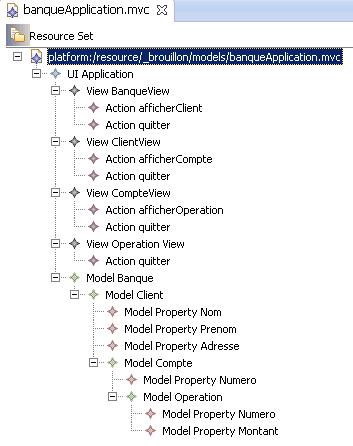 banqueApplication.mvc
Resource Set
platform:/resource/_brouillon/models/banqueApplication.mvc
UI Application
View BanqueView
Action afficherClient
Action quitter
View ClientView
Action afficherCompte
Action quitter
View CompteView
Action afficherOperation
Action quitter
View Operation View
Action quitter
Model Banque
Model Client
Model Property Nom
Model Property Prenom
Model Property Adresse
Model Compte
Model Property Numero
Model Operation
Model Property Numero
Model Property Montant